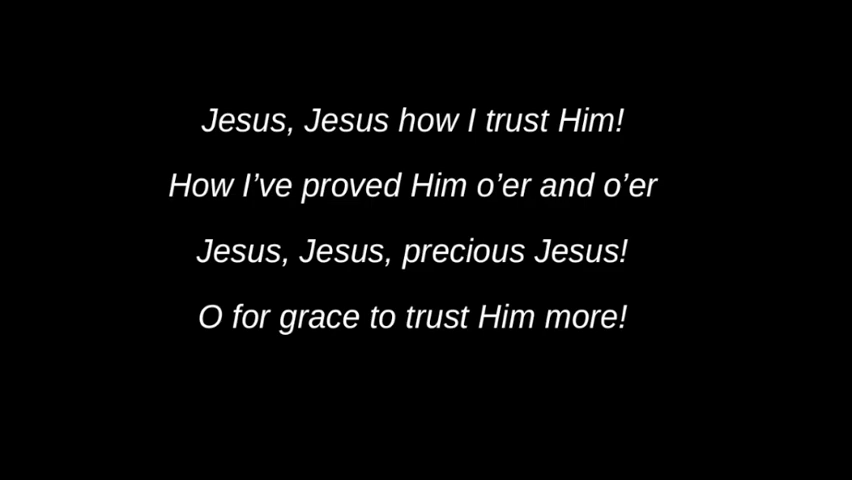 Jesus, Jesus how I trust Him!
How I’ve proved Him o’er and o’er
Jesus, Jesus, precious Jesus!
O for grace to trust Him more!